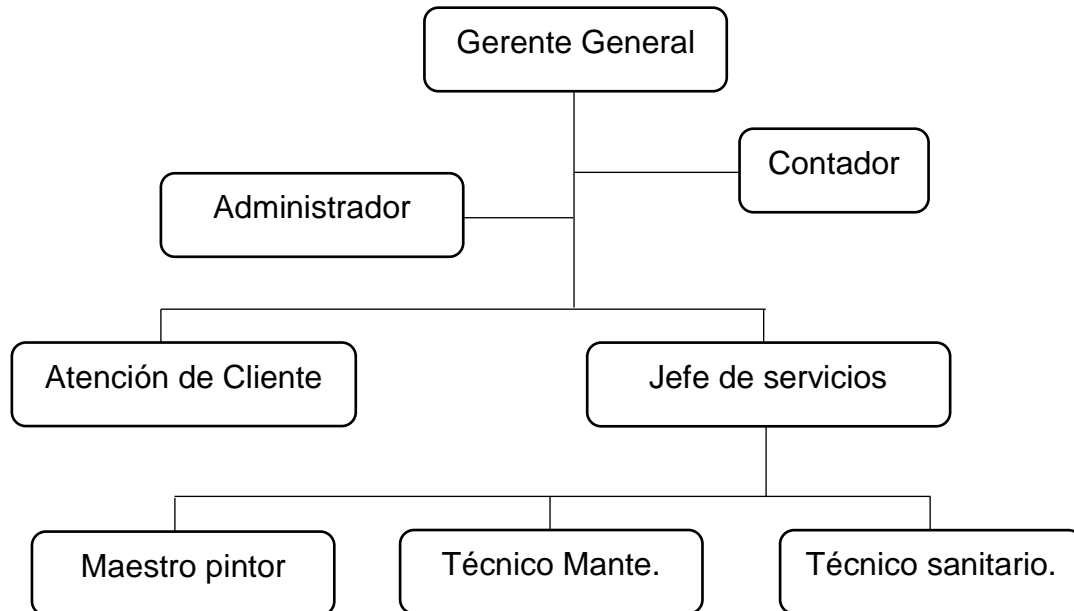 Gerente General
Contador
Administrador
Atención de Cliente
Jefe de servicios
Maestro pintor
Técnico Mante.
Técnico sanitario.